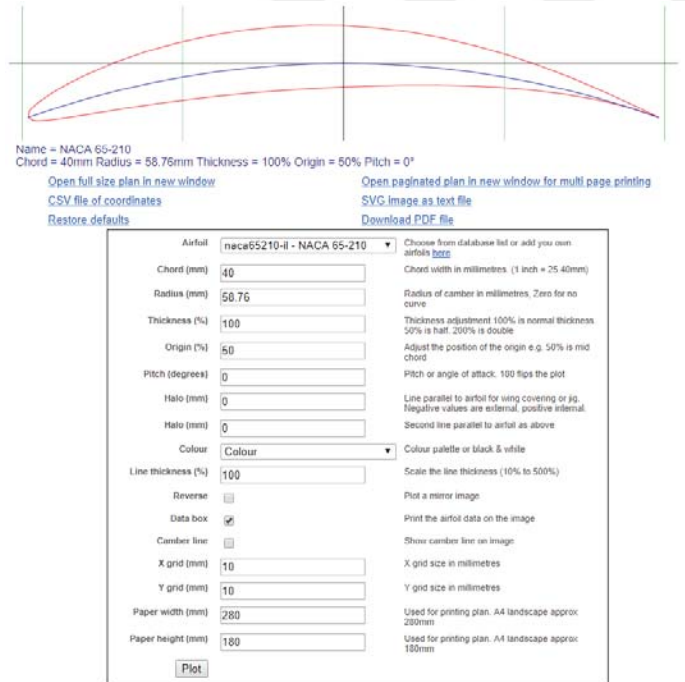 Name = NACA 65-210
Chord = 40mm Radius = 58.76mm Thickness = 100% Origin = 50% Pitch = 0°
Open full size plan in new window
Open paginated plan in new window for multi page printing
CSV file of coordinates
SVG image as text file
Restore defaults
Download PDF file
Airfoil naca65210-il - NACA 65-210 Choose from database list or add you own
airfoils here
Chord (mm) 40 Chord width in millimetres. (1 inch = 25.40mm)
Radius (mm) 58.76 Radius of camber in millimetres, Zero for no
curve
Thickness (%) 100 Thickness adjustment 100% is normal thickness
50% is half. 200% is double
Origin (%) 50 Adjust the position of the origin e.g. 50% is mid
chord
Pitch (degrees) 0 Pitch or angle of attack. 180 flips the plot
Halo (mm) 0 Line parallel to airfoil for wing covering or jig.
Negative values are external, positive internal.
Halo (mm) 0 Second line parallel to airfoil as above
Colour Colour Colour palette or black & white
Line thickness (%) 100 Scale the line thickness (10% to 500%)
Reverse Plot a mirror image
Data box Print the airfoil data on the image
Camber line Show camber line on image
X grid (mm) 10 X grid size in millimetres
Y grid (mm) 10 Y grid size in millimetres
Paper width (mm) 280 Used for printing plan. A4 landscape approx
280mm
Paper height (mm) 180 Used for printing plan. A4 landscape approx
180mm
Plot